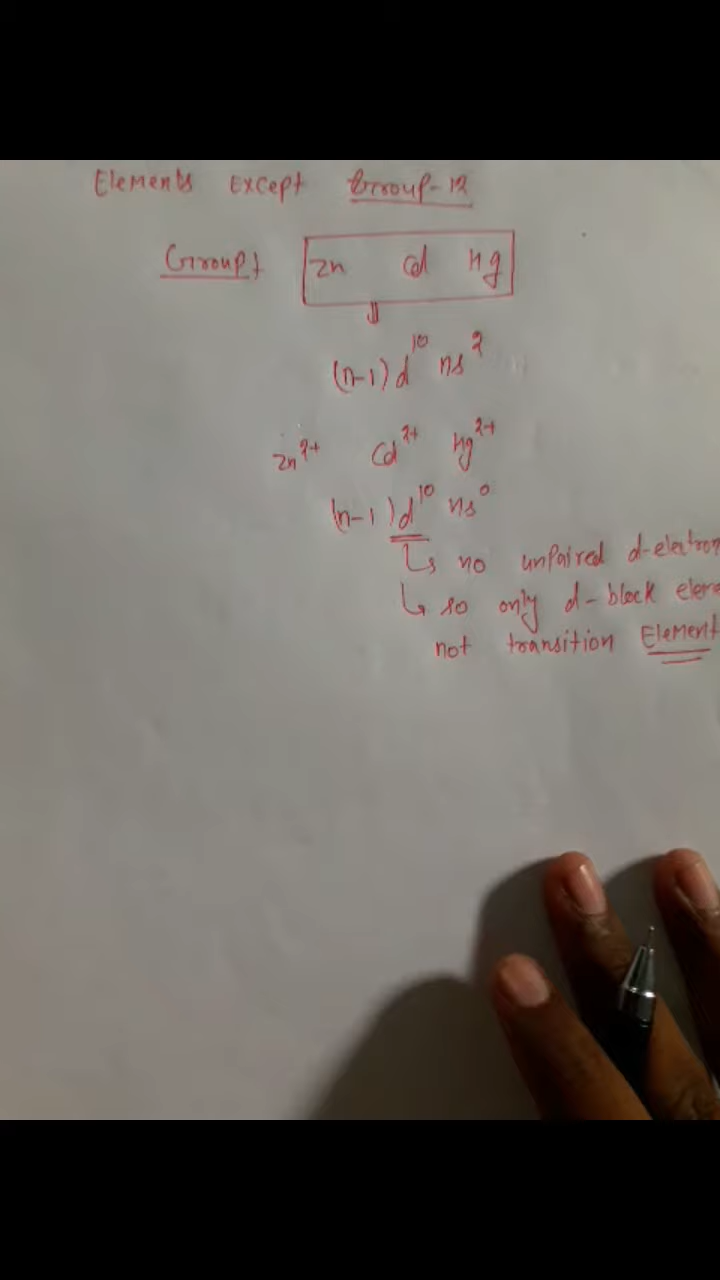 Elements Except Group-12
Group Zn Cd Hg
⇓
(n-1)d¹⁰ ns²
Zn²⁺ Cd²⁺ Hg²⁺
(n-1)d¹⁰ ns⁰
↳ no unpaired d-electron
↳ so only d-block eleme
not transition Element